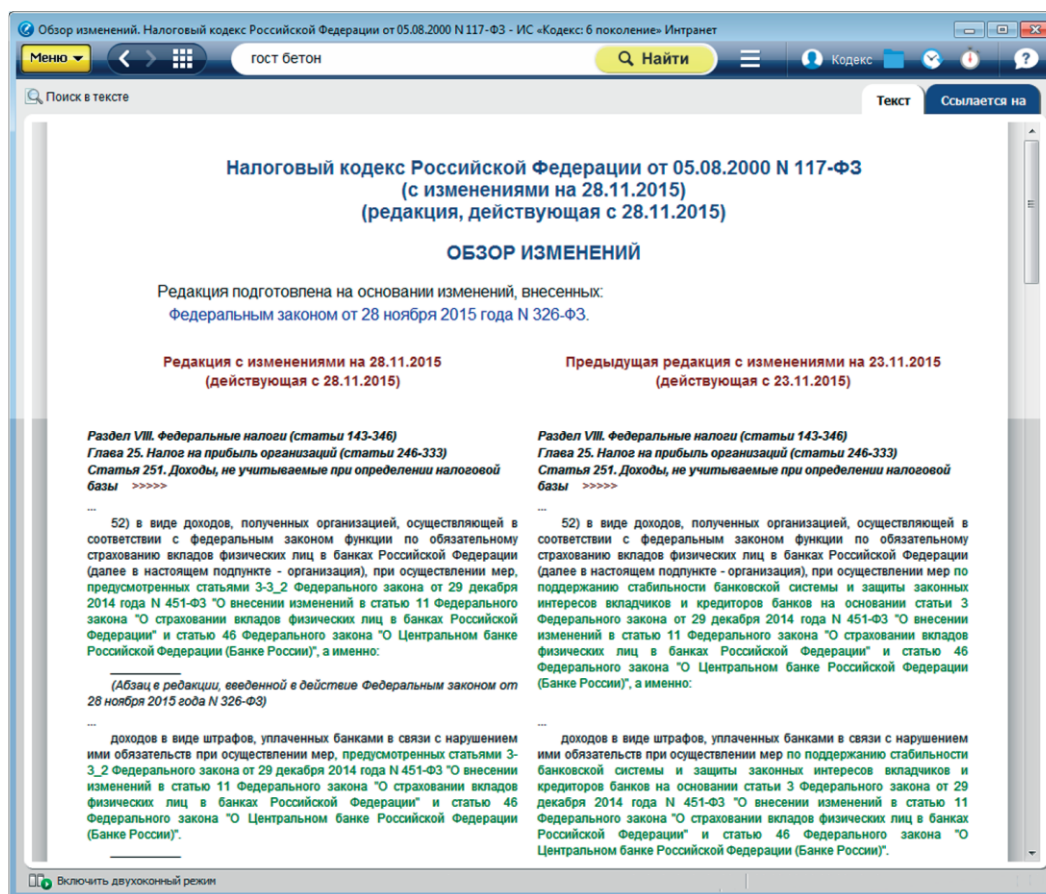 Обзор изменений. Налоговый кодекс Российской Федерации от 05.08.2000 N 117-ФЗ - ИС «Кодекс: 6 поколение» Интранет
Меню
гост бетон
Найти
Кодекс
?
Поиск в тексте
Текст
Ссылается на
Налоговый кодекс Российской Федерации от 05.08.2000 N 117-ФЗ
(с изменениями на 28.11.2015)
(редакция, действующая с 28.11.2015)
ОБЗОР ИЗМЕНЕНИЙ
Редакция подготовлена на основании изменений, внесенных:
Федеральным законом от 28 ноября 2015 года N 326-ФЗ.
Редакция с изменениями на 28.11.2015
(действующая с 28.11.2015)
Раздел VIII. Федеральные налоги (статьи 143-346)
Глава 25. Налог на прибыль организаций (статьи 246-333)
Статья 251. Доходы, не учитываемые при определении налоговой
базы >>>>>
...
52) в виде доходов, полученных организацией, осуществляющей в
соответствии с федеральным законом функции по обязательному
страхованию вкладов физических лиц в банках Российской Федерации
(далее в настоящем подпункте - организация), при осуществлении мер,
предусмотренных статьями 3-3_2 Федерального закона от 29 декабря
2014 года N 451-ФЗ "О внесении изменений в статью 11 Федерального
закона "О страховании вкладов физических лиц в банках Российской
Федерации" и статью 46 Федерального закона "О Центральном банке
Российской Федерации (Банке России)", а именно:
(Абзац в редакции, введенной в действие Федеральным законом от
28 ноября 2015 года N 326-ФЗ)
...
доходов в виде штрафов, уплаченных банками в связи с нарушением
ими обязательств при осуществлении мер, предусмотренных статьями 3-
3_2 Федерального закона от 29 декабря 2014 года N 451-ФЗ "О внесении
изменений в статью 11 Федерального закона "О страховании вкладов
физических лиц в банках Российской Федерации" и статью 46
Федерального закона "О Центральном банке Российской Федерации
(Банке России)".
Предыдущая редакция с изменениями на 23.11.2015
(действующая с 23.11.2015)
Раздел VIII. Федеральные налоги (статьи 143-346)
Глава 25. Налог на прибыль организаций (статьи 246-333)
Статья 251. Доходы, не учитываемые при определении налоговой
базы >>>>>
...
52) в виде доходов, полученных организацией, осуществляющей в
соответствии с федеральным законом функции по обязательному
страхованию вкладов физических лиц в банках Российской Федерации
(далее в настоящем подпункте - организация), при осуществлении мер по
поддержанию стабильности банковской системы и защиты законных
интересов вкладчиков и кредиторов банков на основании статьи 3
Федерального закона от 29 декабря 2014 года N 451-ФЗ "О внесении
изменений в статью 11 Федерального закона "О страховании вкладов
физических лиц в банках Российской Федерации" и статью 46
Федерального закона "О Центральном банке Российской Федерации
(Банке России)", а именно:
...
доходов в виде штрафов, уплаченных банками в связи с нарушением
ими обязательств при осуществлении мер по поддержанию стабильности
банковской системы и защиты законных интересов вкладчиков и
кредиторов банков на основании статьи 3 Федерального закона от 29
декабря 2014 года N 451-ФЗ "О внесении изменений в статью 11
Федерального закона "О страховании вкладов физических лиц в банках
Российской Федерации" и статью 46 Федерального закона "О
Центральном банке Российской Федерации (Банке России)".
Включить двухоконный режим